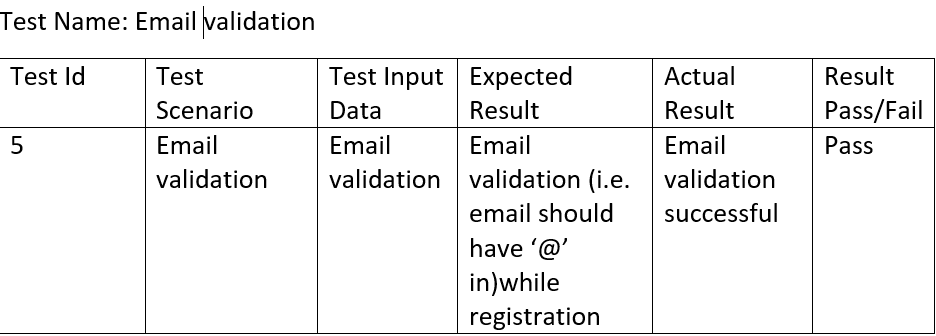 Test Name: Email validation
Test Id
Test
Scenario
Test Input
Data
Expected
Result
Actual
Result
Result
Pass/Fail
5
Email
validation
Email
validation
Email
validation (i.e.
email should
have ‘@’
in)while
registration
Email
validation
successful
Pass